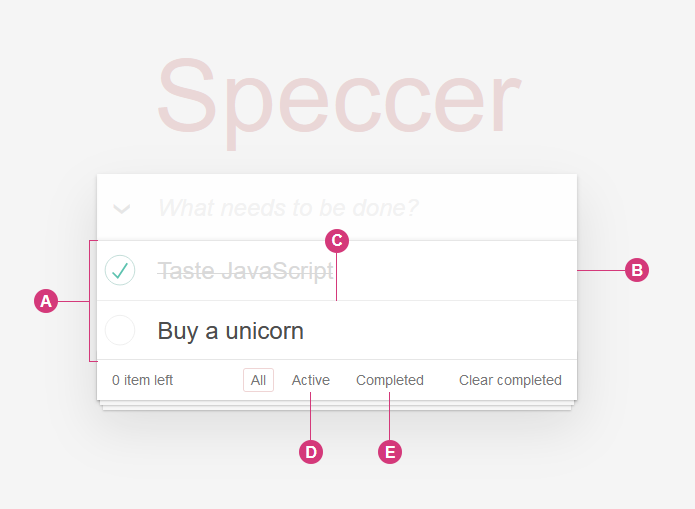 Speccer
What needs to be done?
C
Taste JavaScript
B
A
Buy a unicorn
0 item left All Active Completed Clear completed
D E